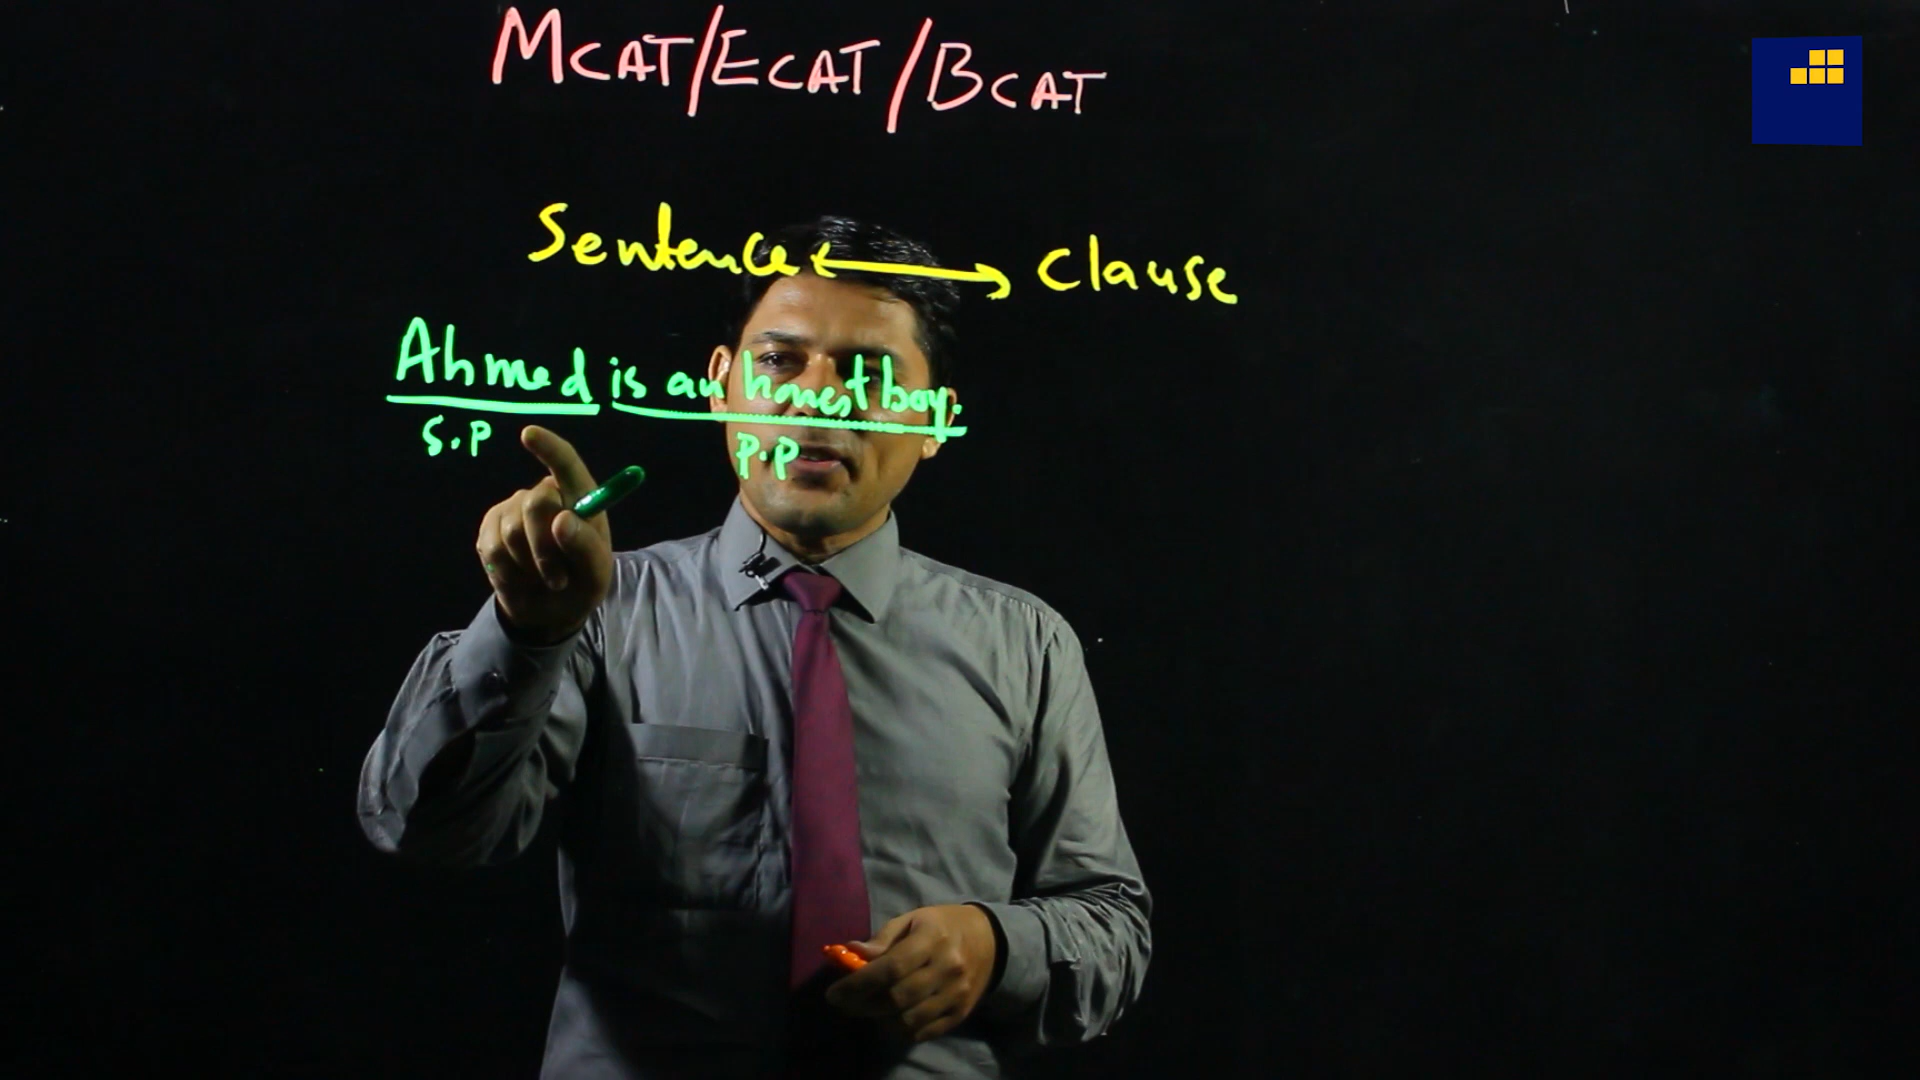 MCAT/ECAT/BCAT
Sentence ↔ Clause
Ahmed is an honest boy.
S.P P.P